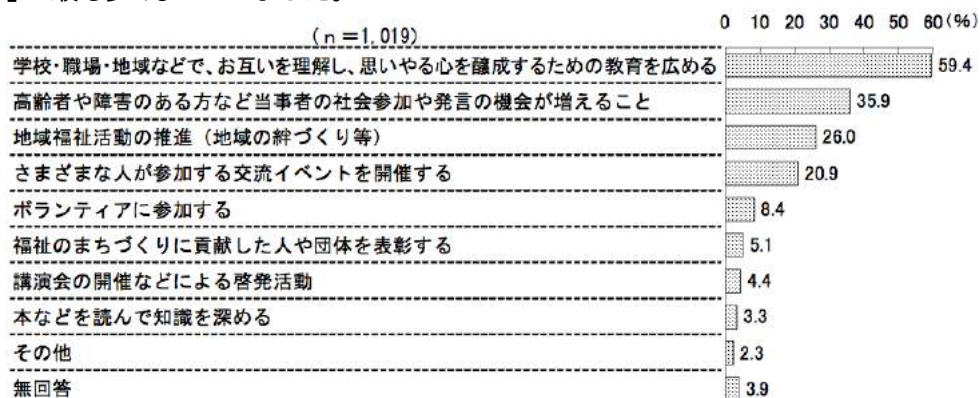 0 10 20 30 40 50 60(%)
(n=1,019)
学校・職場・地域などで、お互いを理解し、思いやる心を醸成するための教育を広める 59.4
高齢者や障害のある方など当事者の社会参加や発言の機会が増えること 35.9
地域福祉活動の推進（地域の絆づくり等） 26.0
さまざまな人が参加する交流イベントを開催する 20.9
ボランティアに参加する 8.4
福祉のまちづくりに貢献した人や団体を表彰する 5.1
講演会の開催などによる啓発活動 4.4
本などを読んで知識を深める 3.3
その他 2.3
無回答 3.9